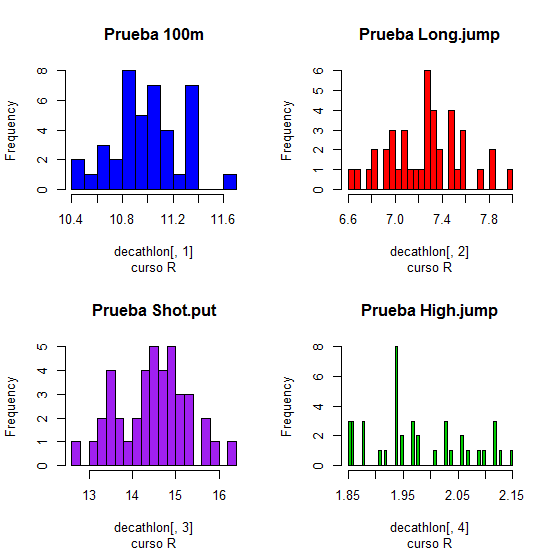 Prueba 100m
Frequency
0 2 4 6 8
10.4 10.8 11.2 11.6
decathlon[, 1]
curso R
Prueba Long.jump
Frequency
0 1 2 3 4 5 6
6.6 7.0 7.4 7.8
decathlon[, 2]
curso R
Prueba Shot.put
Frequency
0 1 2 3 4 5
13 14 15 16
decathlon[, 3]
curso R
Prueba High.jump
Frequency
0 2 4 6 8
1.85 1.95 2.05 2.15
decathlon[, 4]
curso R